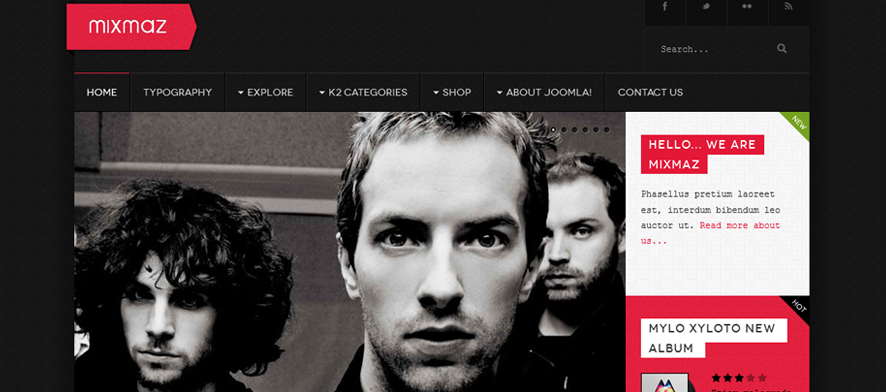 mixmaz
Search...
HOME
TYPOGRAPHY
EXPLORE
K2 CATEGORIES
SHOP
ABOUT JOOMLA!
CONTACT US
NEW
HELLO... WE ARE
MIXMAZ
Phasellus pretium laoreet
est, interdum bibendum leo
auctor ut. Read more about
us...
HOT
MYLO XYLOTO NEW
ALBUM